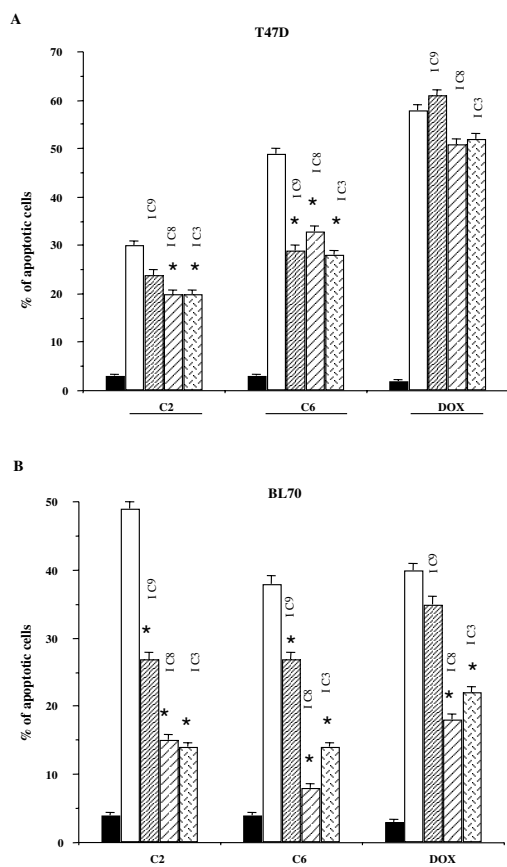 A
T47D
% of apoptotic cells
70
60
50
40
30
20
10
0
I C9
I C8
I C3
*
*
I C9
I C8
I C3
*
*
*
I C9
I C8
I C3
C2
C6
DOX
B
BL70
% of apoptotic cells
50
40
30
20
10
0
I C9
I C8
I C3
*
*
*
I C9
I C8
I C3
*
*
*
I C9
I C8
I C3
*
*
C2
C6
DOX